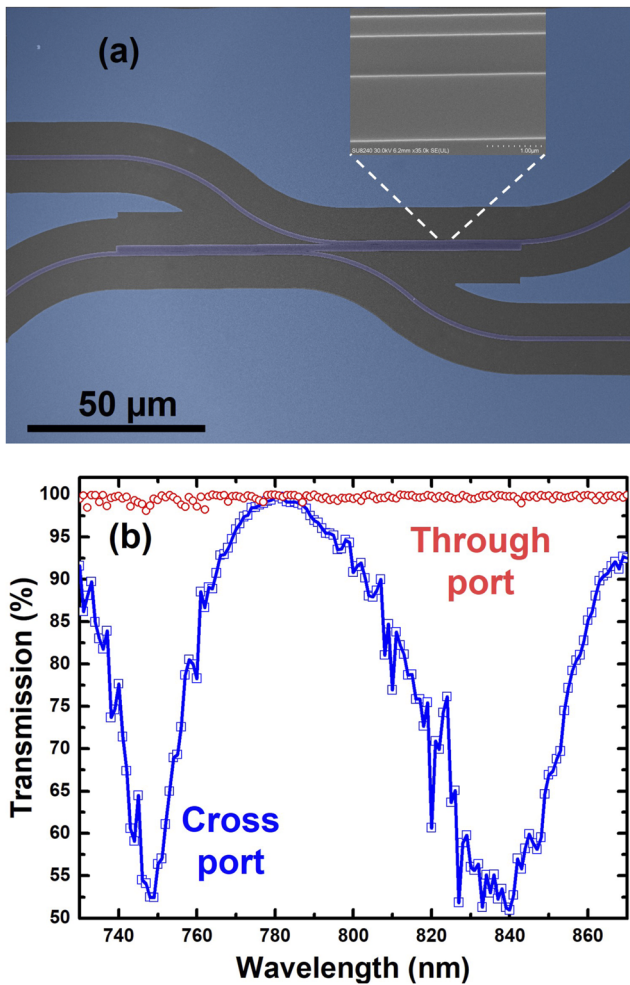 (a)
SU8240 30.0kV 8.2mm x35.0k SE(UL)
1.00µm
50 µm
(b)
Through
port
Cross
port
Transmission (%)
100
95
90
85
80
75
70
65
60
55
50
740
760
780
800
820
840
860
Wavelength (nm)